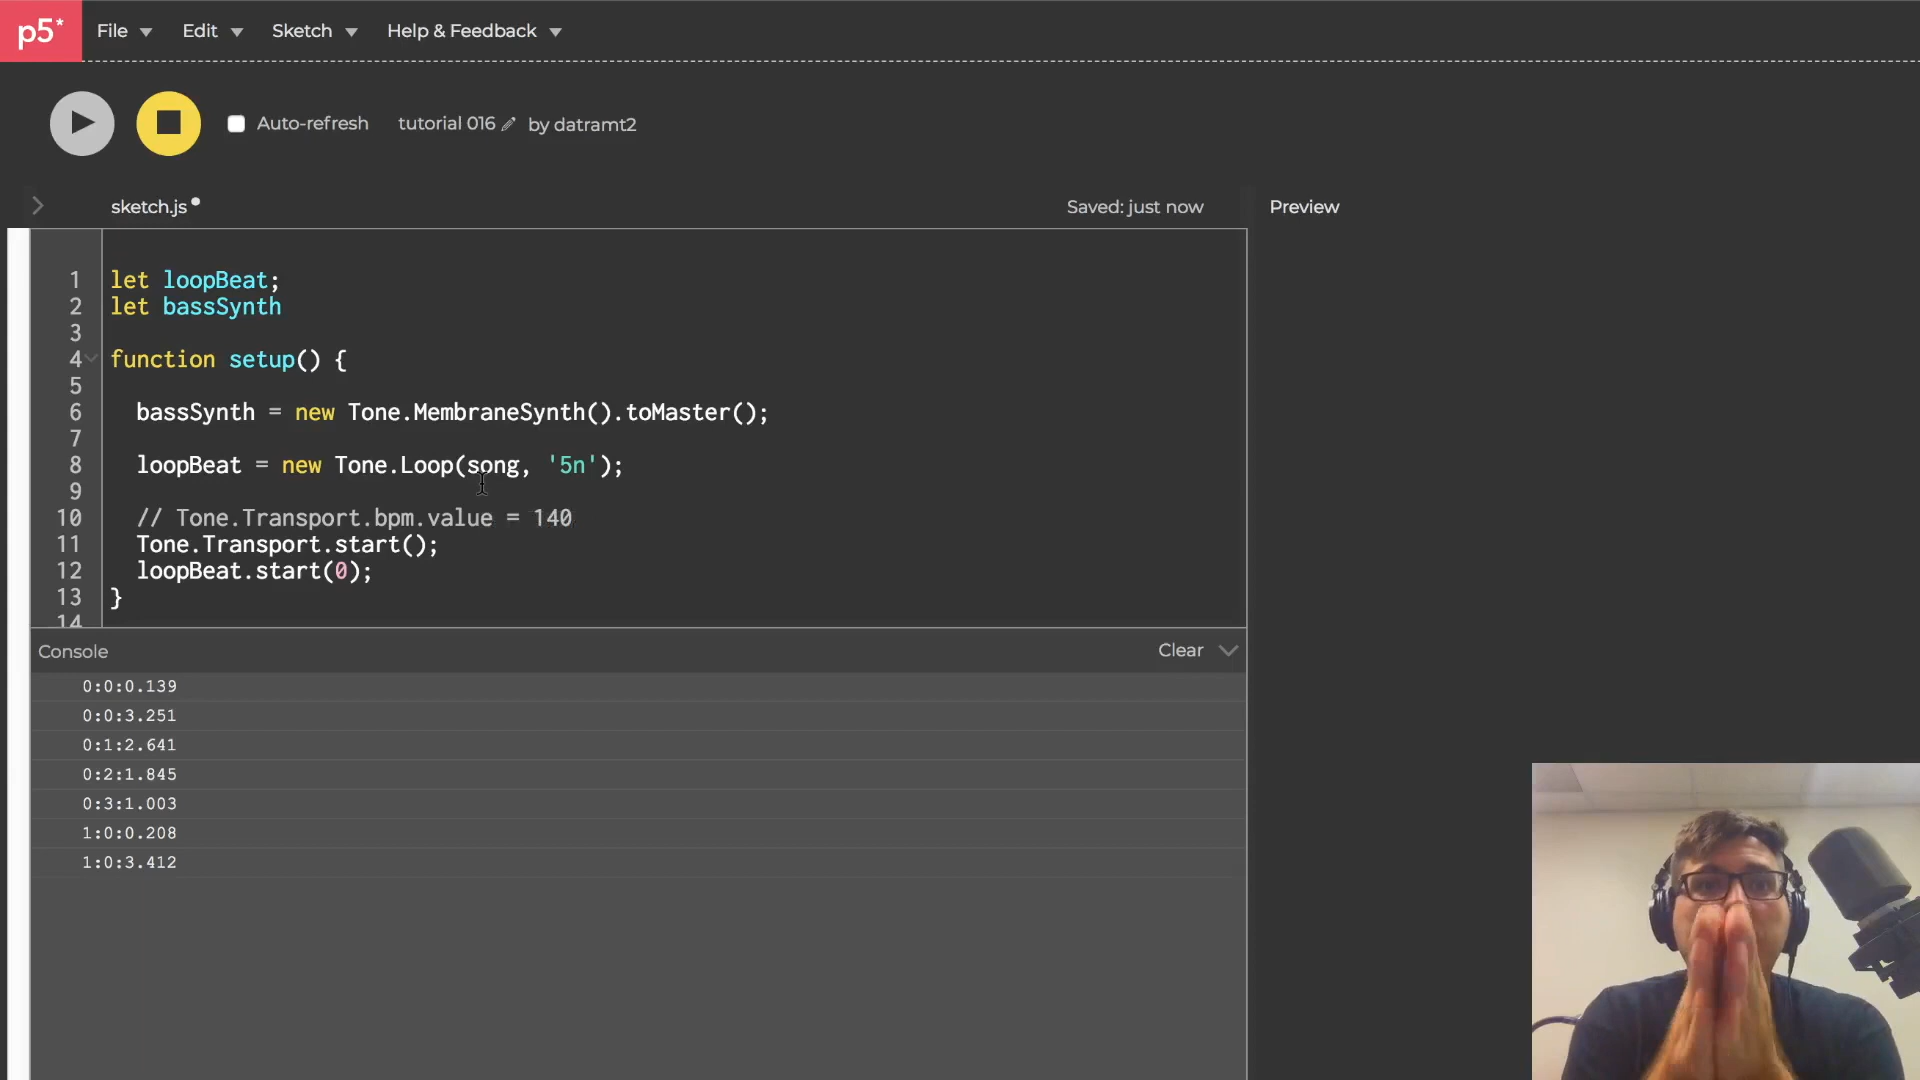 p5* File Edit Sketch Help & Feedback
Auto-refresh tutorial 016 by datramt2
sketch.js Saved: just now Preview
1 let loopBeat;
2 let bassSynth
3
4 function setup() {
5
6 bassSynth = new Tone.MembraneSynth().toMaster();
7
8 loopBeat = new Tone.Loop(song, '5n');
9
10 // Tone.Transport.bpm.value = 140
11 Tone.Transport.start();
12 loopBeat.start(0);
13 }
14
Console Clear
0:0:0.139
0:0:3.251
0:1:2.641
0:2:1.845
0:3:1.003
1:0:0.208
1:0:3.412